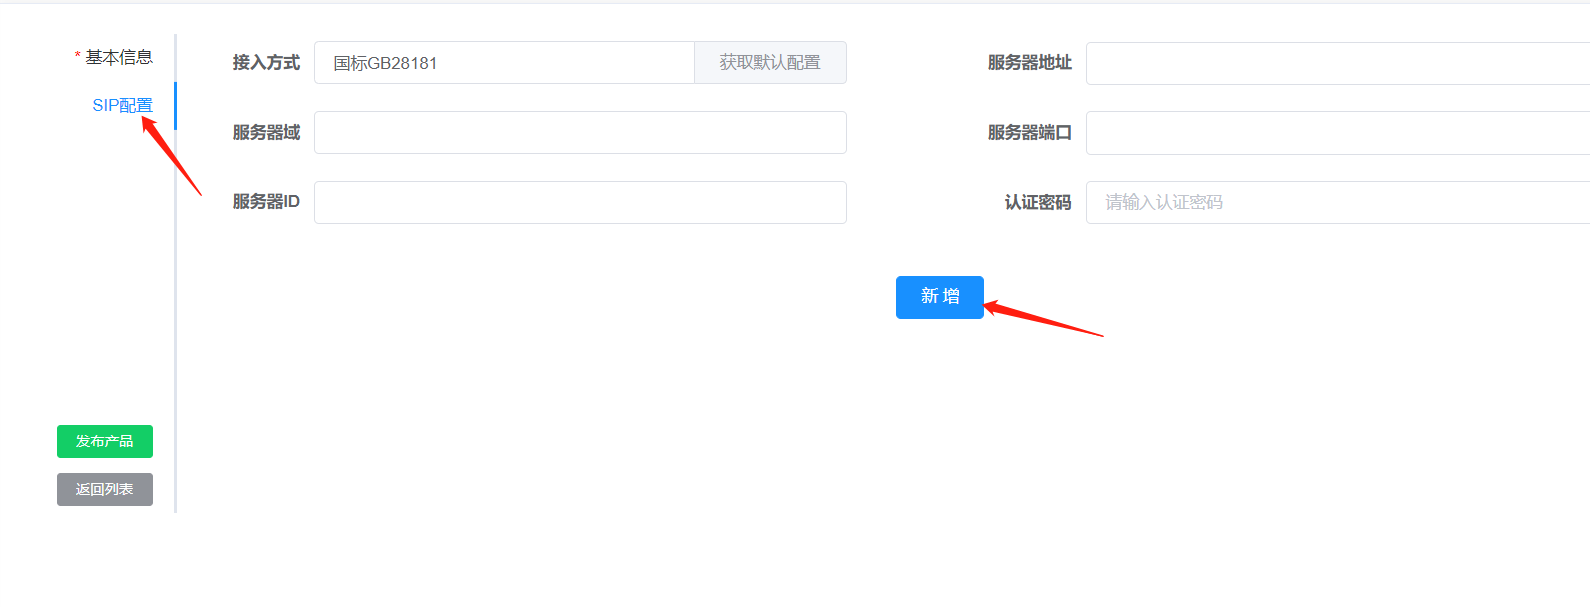 * 基本信息
SIP配置
接入方式
国标GB28181
获取默认配置
服务器地址
服务器域
服务器端口
服务器ID
认证密码
请输入认证密码
新 增
发布产品
返回列表